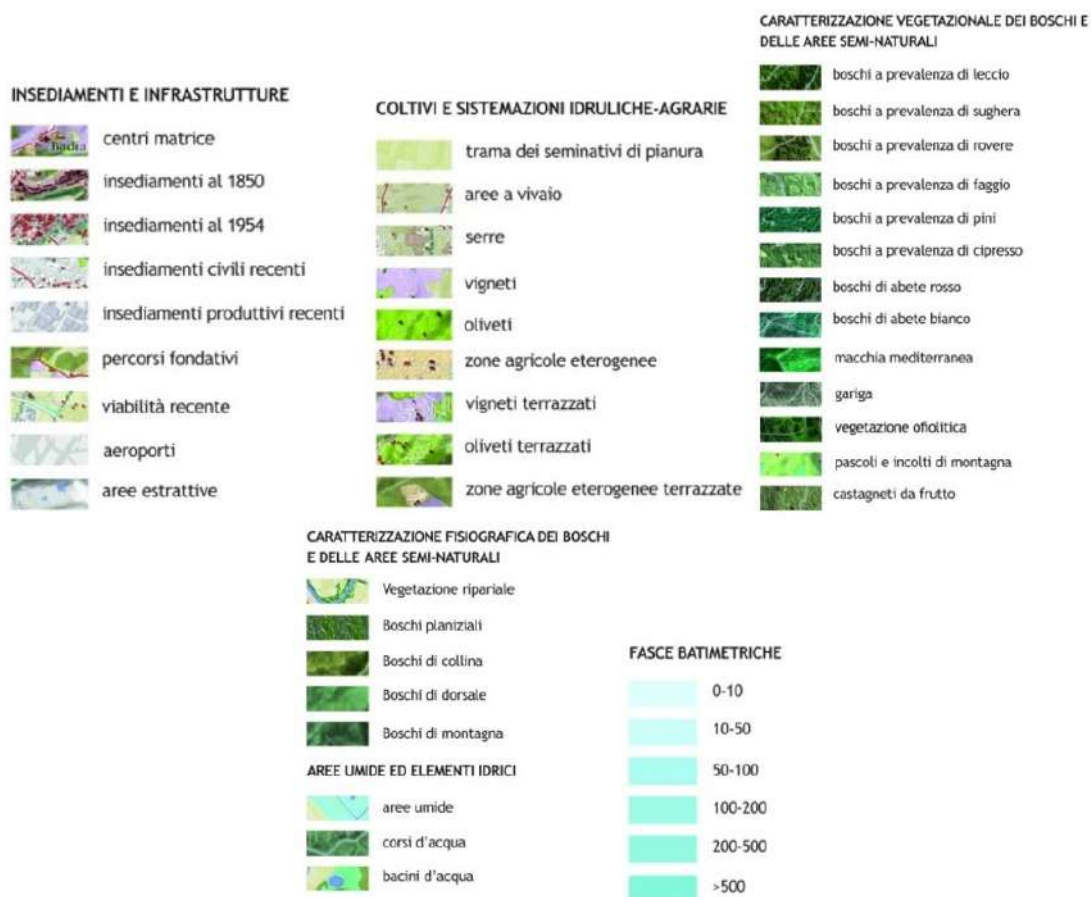 INSEDIAMENTI E INFRASTRUTTURE
centri matrice
insediamenti al 1850
insediamenti al 1954
insediamenti civili recenti
insediamenti produttivi recenti
percorsi fondativi
viabilità recente
aeroporti
aree estrattive
COLTIVI E SISTEMAZIONI IDRULICHE-AGRARIE
trama dei seminativi di pianura
aree a vivaio
serre
vigneti
oliveti
zone agricole eterogenee
vigneti terrazzati
oliveti terrazzati
zone agricole eterogenee terrazzate
CARATTERIZZAZIONE VEGETAZIONALE DEI BOSCHI E
DELLE AREE SEMI-NATURALI
boschi a prevalenza di leccio
boschi a prevalenza di sughera
boschi a prevalenza di rovere
boschi a prevalenza di faggio
boschi a prevalenza di pini
boschi a prevalenza di cipresso
boschi di abete rosso
boschi di abete bianco
macchia mediterranea
gariga
vegetazione ofiolitica
pascoli e incolti di montagna
castagneti da frutto
CARATTERIZZAZIONE FISIOGRAFICA DEI BOSCHI
E DELLE AREE SEMI-NATURALI
Vegetazione ripariale
Boschi planiziali
Boschi di collina
Boschi di dorsale
Boschi di montagna
AREE UMIDE ED ELEMENTI IDRICI
aree umide
corsi d'acqua
bacini d'acqua
FASCE BATIMETRICHE
0-10
10-50
50-100
100-200
200-500
>500